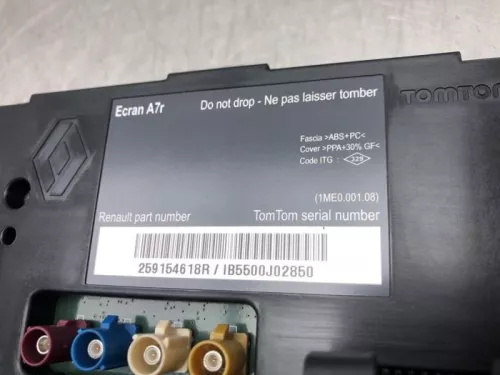 Ecran A7r
Do not drop - Ne pas laisser tomber
TOMTOM
Fascia >ABS+PC<
Cover >PPA+30% GF<
Code ITG : 328
(1ME0.001.08)
Renault part number
TomTom serial number
259154618R / IB5500J02850